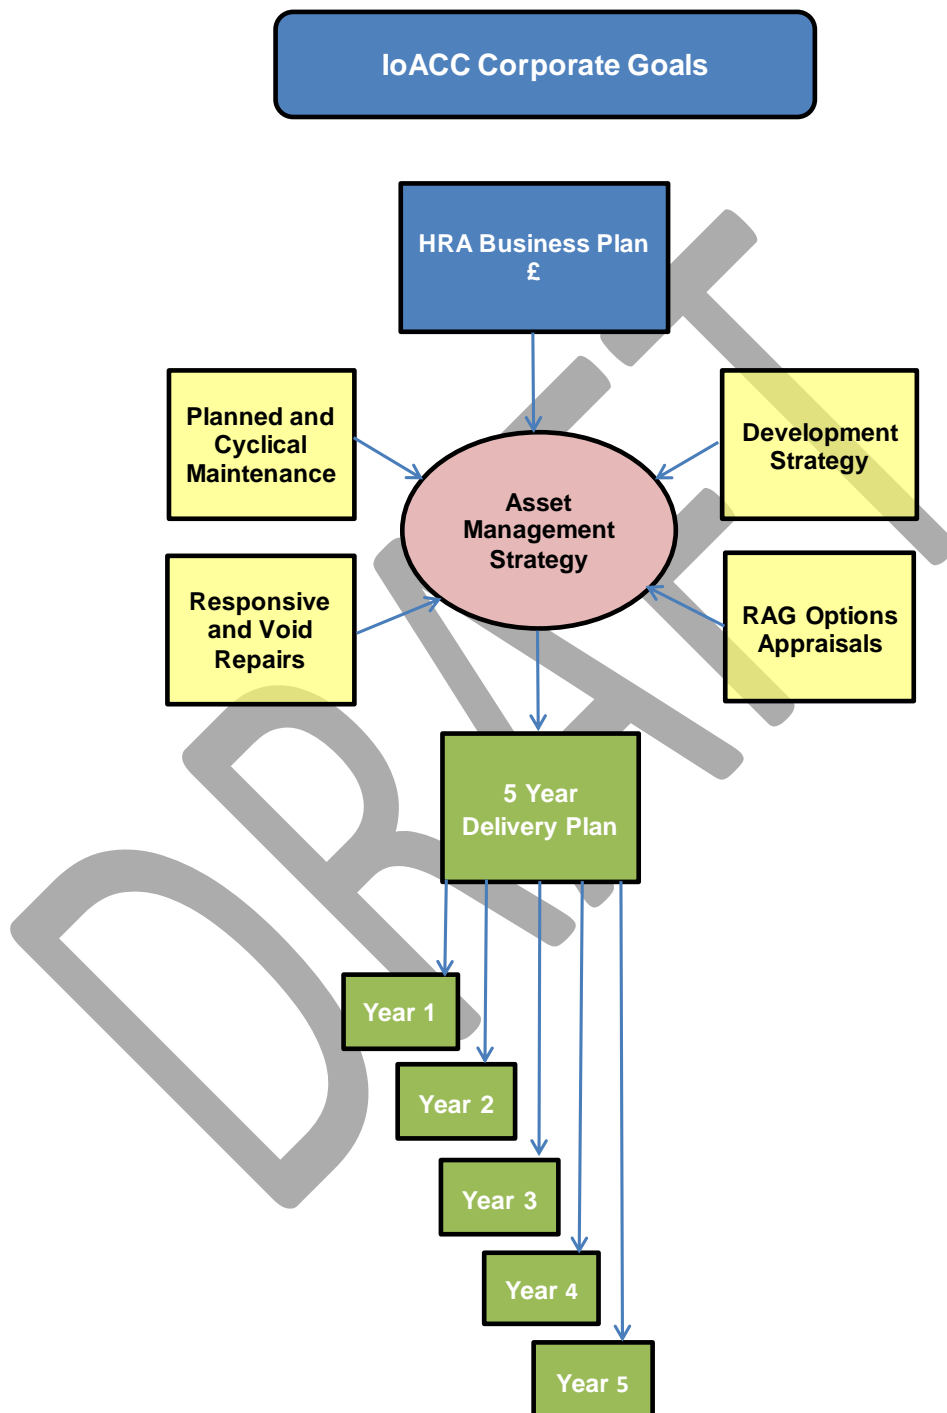 IoACC Corporate Goals
HRA Business Plan
£
Planned and
Cyclical
Maintenance
Development
Strategy
Asset
Management
Strategy
Responsive
and Void
Repairs
RAG Options
Appraisals
5 Year
Delivery Plan
Year 1
Year 2
Year 3
Year 4
Year 5
DRAFT